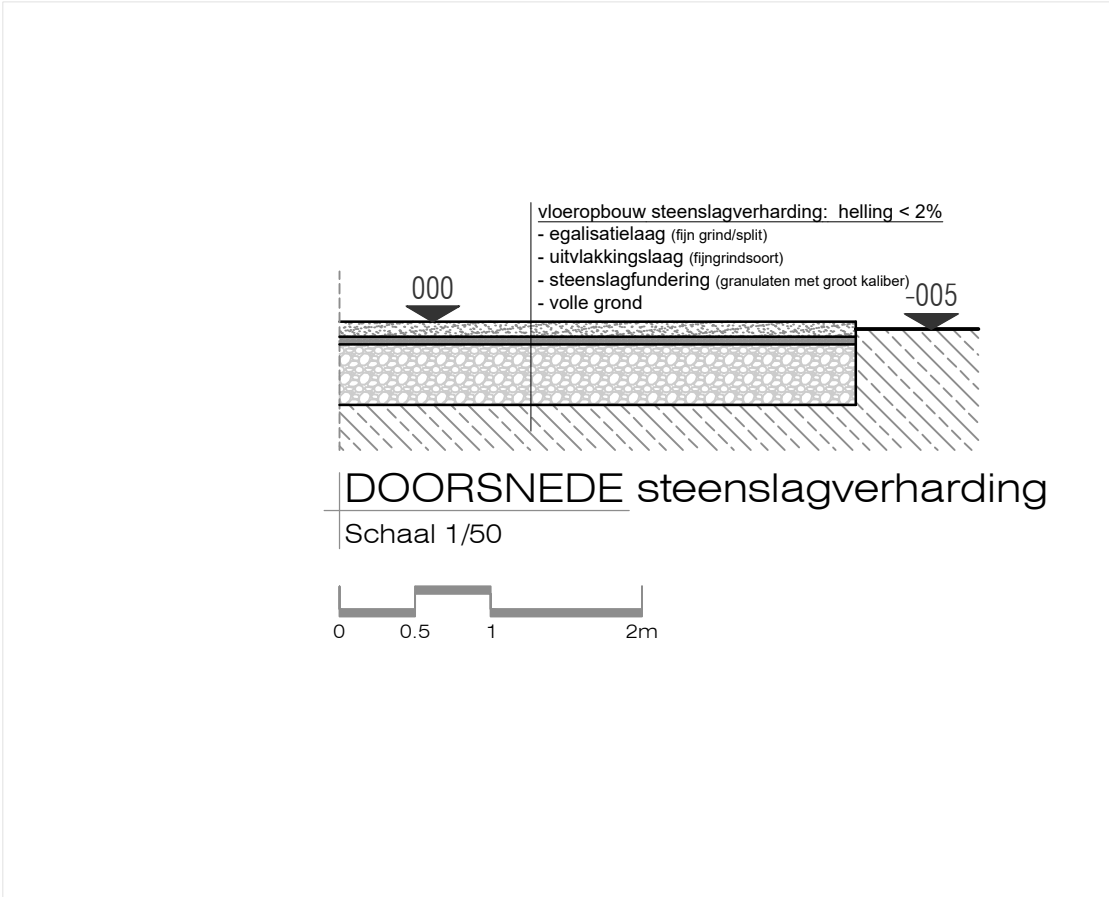 vloeropbouw steenslagverharding: helling < 2%
- egalisatielaag (fijn grind/split)
- uitvlakkingslaag (fijngrindsoort)
- steenslagfundering (granulaten met groot kaliber)
- volle grond
000
-005
DOORSNEDE steenslagverharding
Schaal 1/50
0 0.5 1 2m